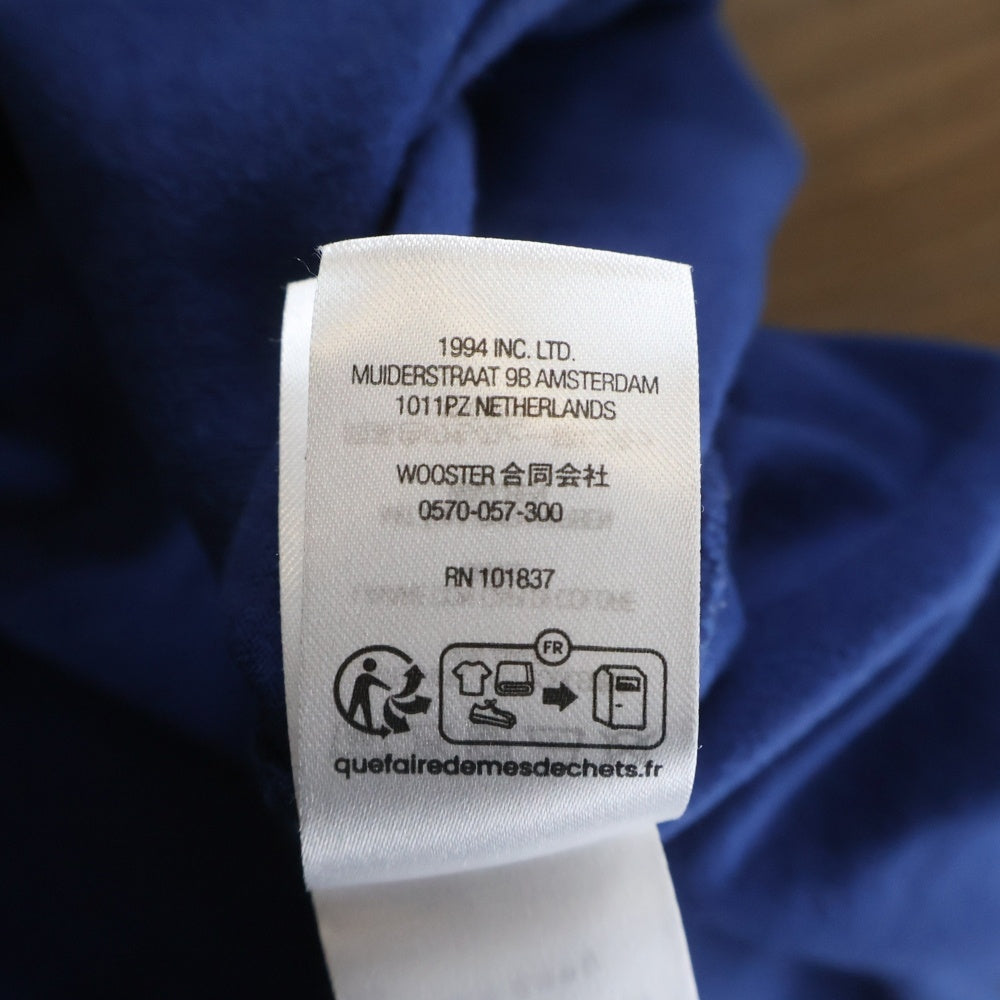 1994 INC. LTD.
MUIDERSTRAAT 9B AMSTERDAM
1011PZ NETHERLANDS
WOOSTER 合同会社
0570-057-300
RN 101837
FR
quefairedemesdechets.fr